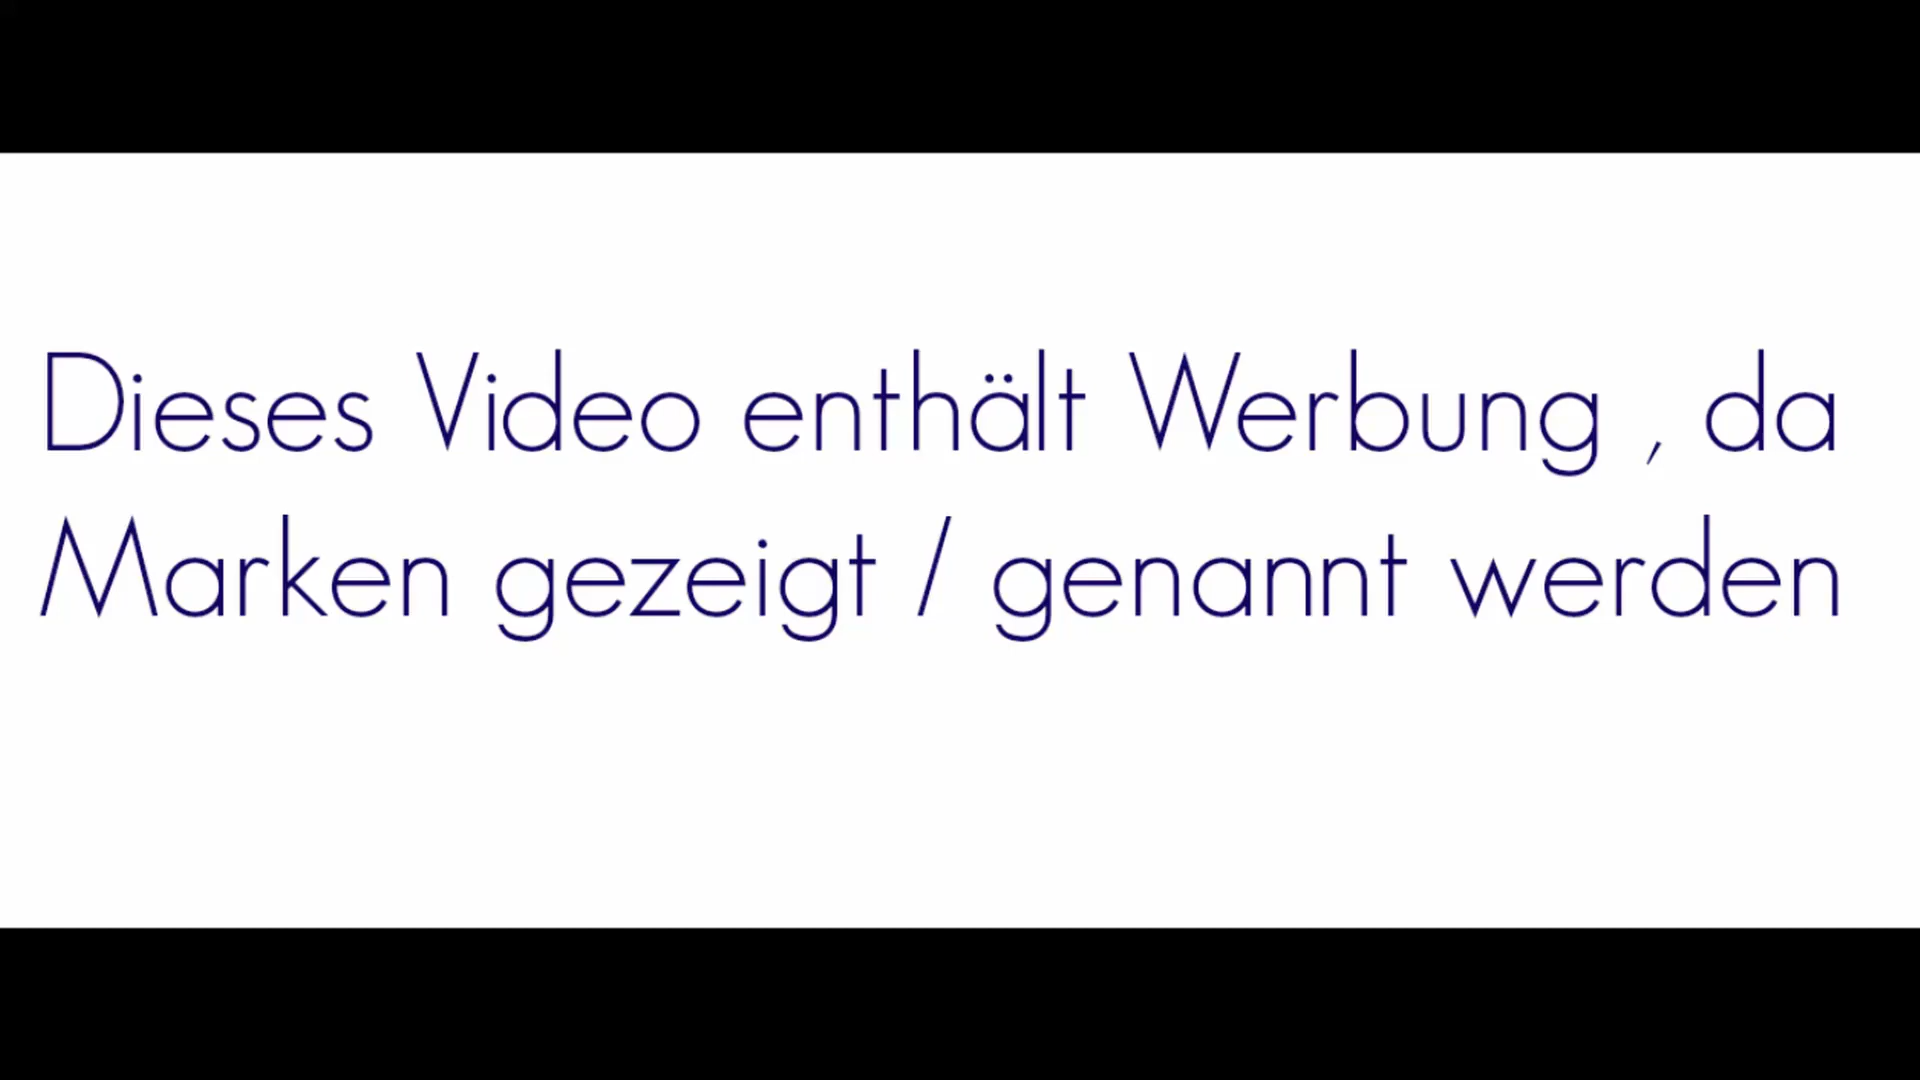 Dieses Video enthält Werbung , da
Marken gezeigt / genannt werden